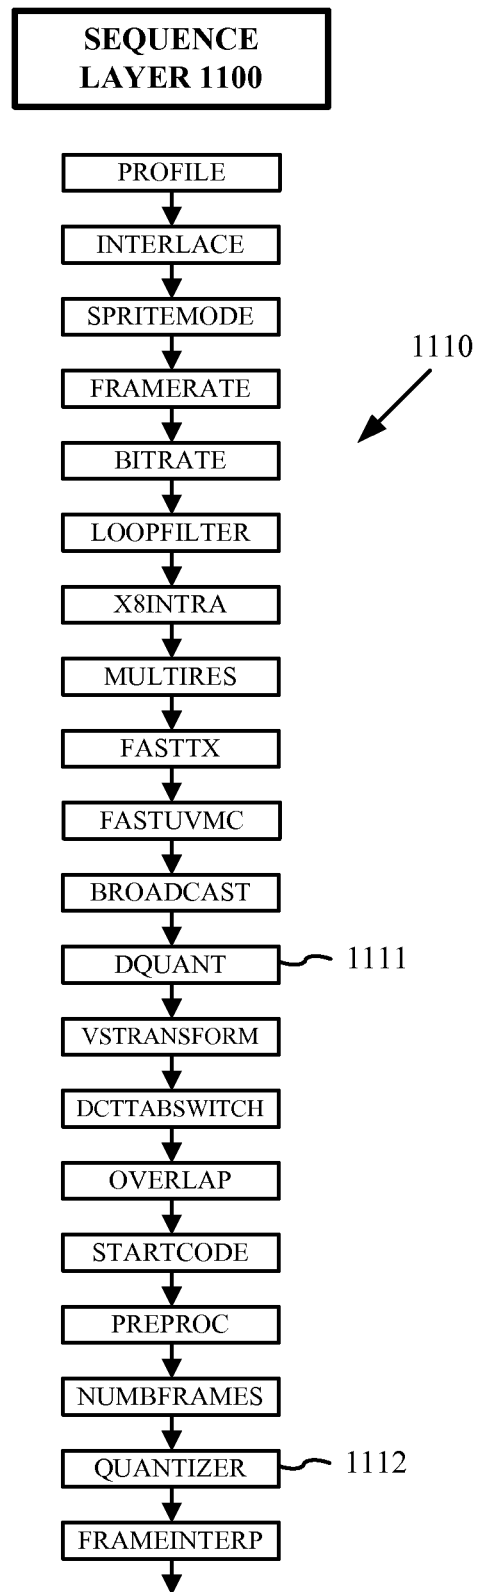 SEQUENCE
LAYER 1100
PROFILE
INTERLACE
SPRITEMODE
1110
FRAMERATE
BITRATE
LOOPFILTER
X8INTRA
MULTIRES
FASTTX
FASTUVMC
BROADCAST
DQUANT
1111
VSTRANSFORM
DCTTABSWITCH
OVERLAP
STARTCODE
PREPROC
NUMBFRAMES
QUANTIZER
1112
FRAMEINTERP